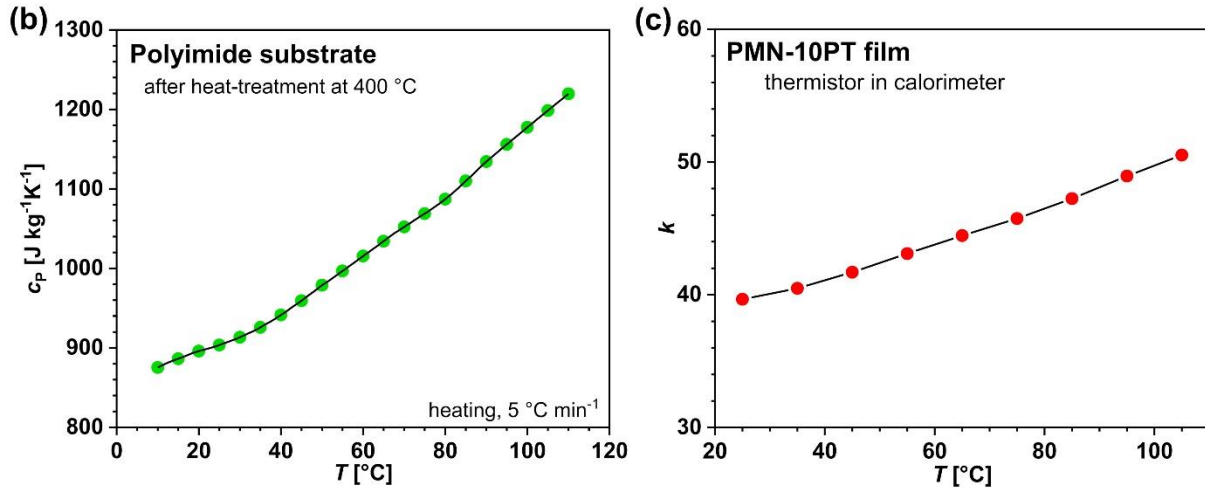 (b)
1300
1200
1100
1000
900
800
c_P [J kg⁻¹K⁻¹]
Polyimide substrate
after heat-treatment at 400 °C
heating, 5 °C min⁻¹
0 20 40 60 80 100 120
T [°C]
(c)
60
50
40
30
k
PMN-10PT film
thermistor in calorimeter
20 40 60 80 100
T [°C]